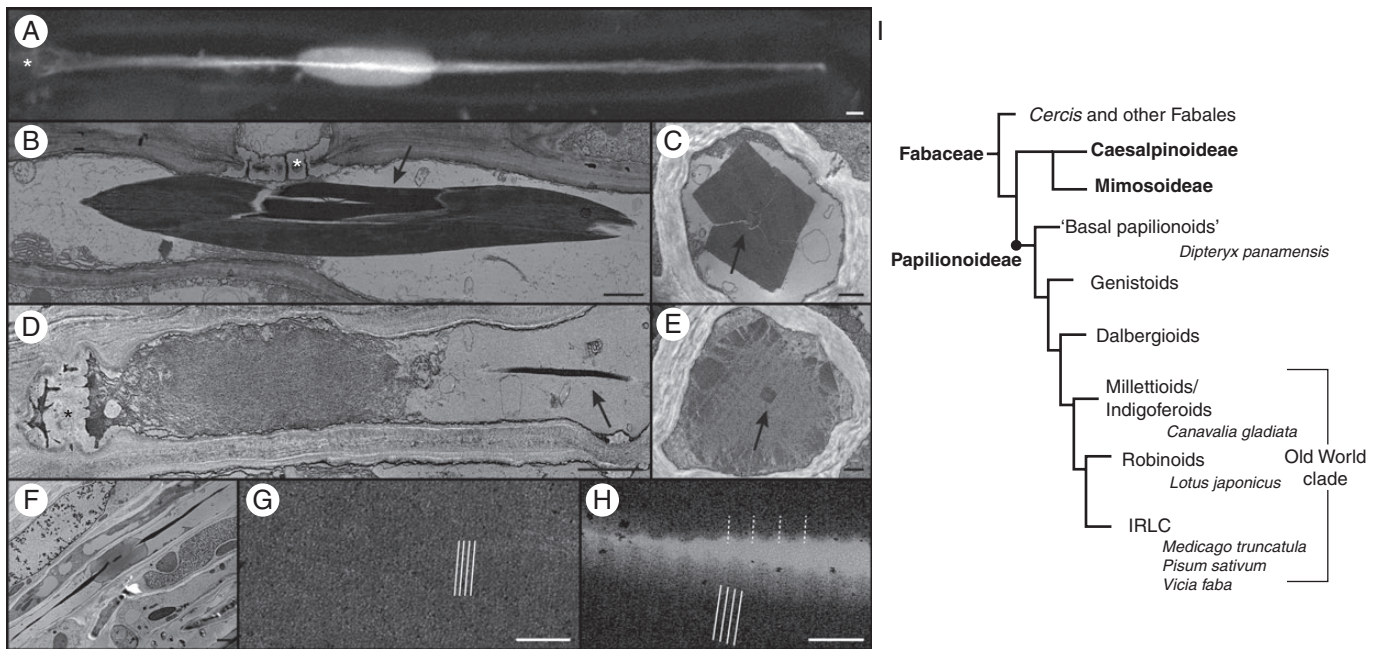 A
*
B
*
C
D
*
E
F
G
H
I
Cercis and other Fabales
Fabaceae
Caesalpinoideae
Mimosoideae
'Basal papilionoids'
Papilionoideae
Dipteryx panamensis
Genistoids
Dalbergioids
Millettioids/
Indigoferoids
Canavalia gladiata
Robinoids
Lotus japonicus
Old World
clade
IRLC
Medicago truncatula
Pisum sativum
Vicia faba